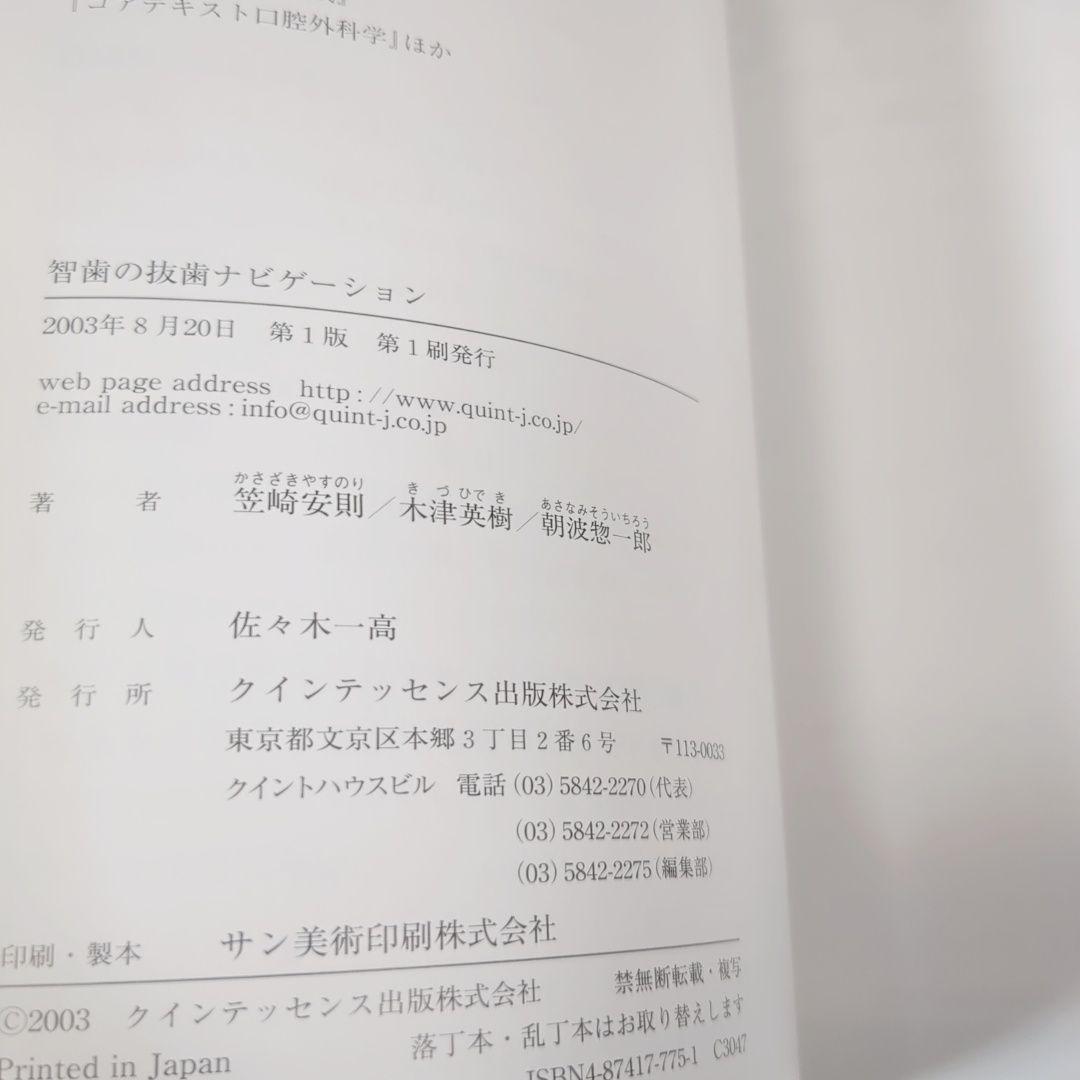 『コアテキスト口腔外科学』ほか
智歯の抜歯ナビゲーション
2003年8月20日 第1版 第1刷発行
web page address http://www.quint-j.co.jp/
e-mail address:info@quint-j.co.jp
かさざきやすのり きづひでき あさなみそういちろう
著者 笠崎安則/木津英樹/朝波惣一郎
発行人 佐々木一高
発行所 クインテッセンス出版株式会社
東京都文京区本郷3丁目2番6号 〒113-0033
クイントハウスビル 電話(03)5842-2270(代表)
(03)5842-2272(営業部)
(03)5842-2275(編集部)
印刷・製本 サン美術印刷株式会社
©2003 クインテッセンス出版株式会社 禁無断転載・複写
Printed in Japan 落丁本・乱丁本はお取り替えします
ISBN4-87417-775-1 C3047